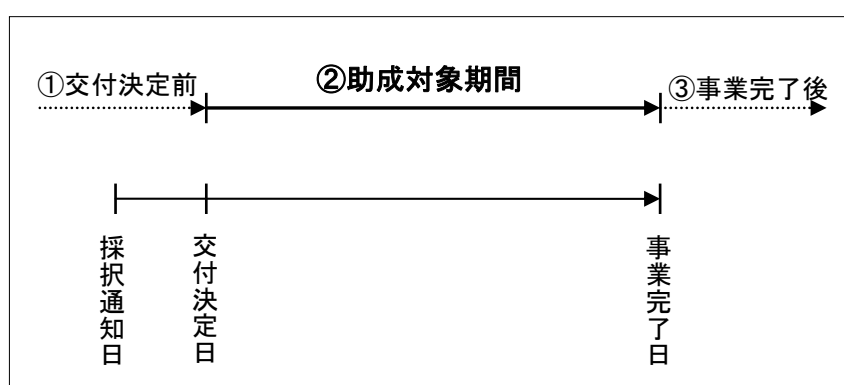 ①交付決定前
②助成対象期間
③事業完了後
採択通知日
交付決定日
事業完了日